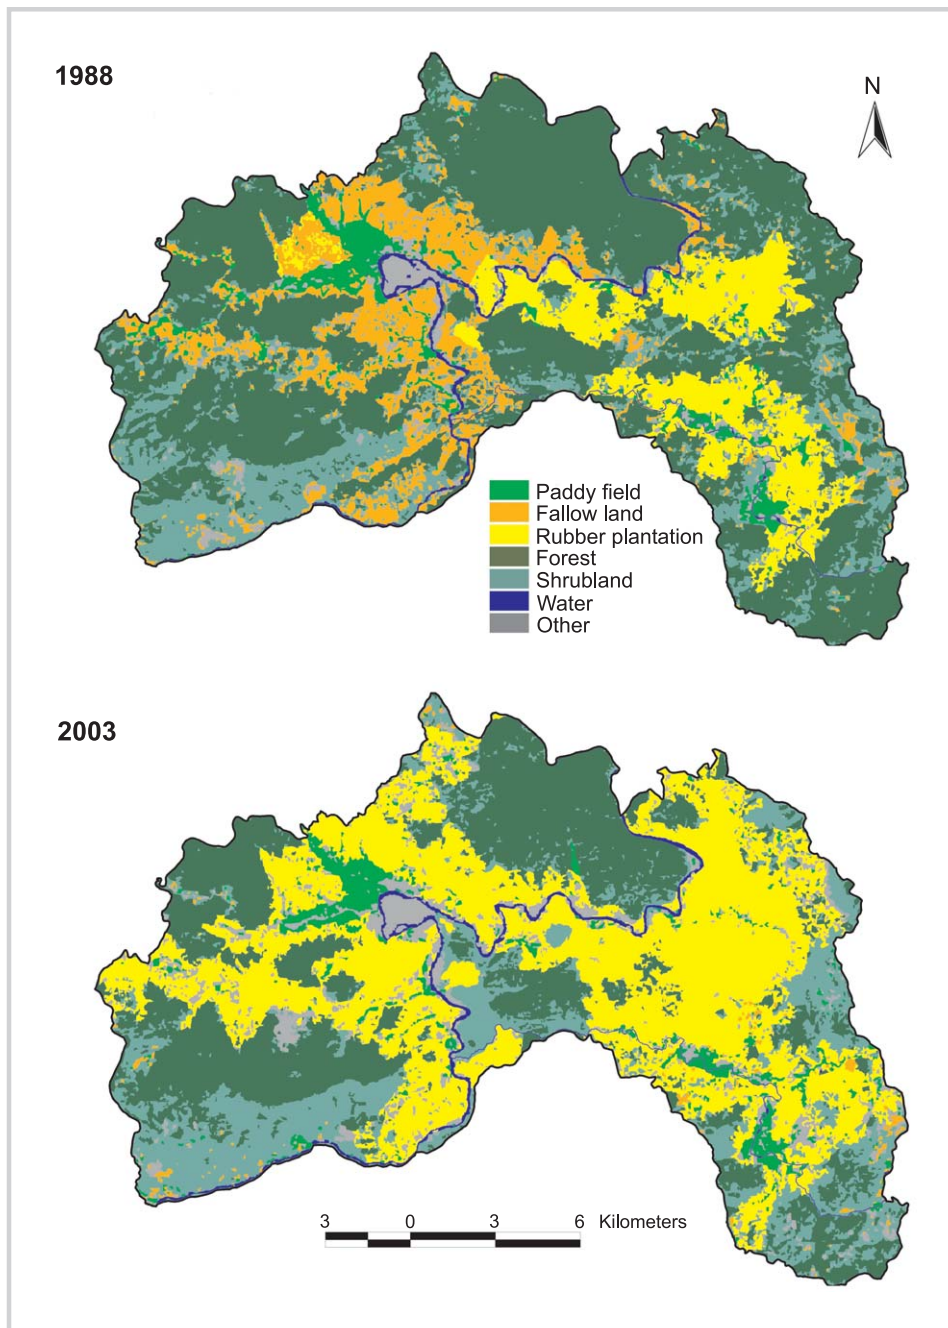 1988
N
Paddy field
Fallow land
Rubber plantation
Forest
Shrubland
Water
Other
2003
3 0 3 6 Kilometers